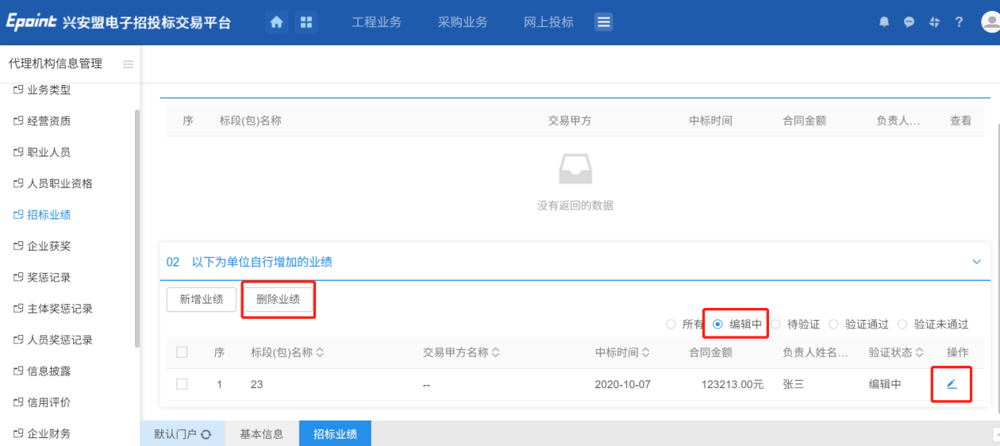 Epoint 兴安盟电子招投标交易平台 工程业务 采购业务 网上投标 ?
代理机构信息管理
业务类型
经营资质
职业人员
人员职业资格
招标业绩
企业获奖
奖惩记录
主体奖惩记录
人员奖惩记录
信息披露
信用评价
企业财务
序 标段(包)名称 交易甲方 中标时间 合同金额 负责人... 查看
没有返回的数据
02 以下为单位自行增加的业绩
新增业绩 删除业绩
所有 编辑中 待验证 验证通过 验证未通过
序 标段(包)名称 交易甲方名称 中标时间 合同金额 负责人姓名... 验证状态 操作
1 23 -- 2020-10-07 123213.00元 张三 编辑中
默认门户 基本信息 招标业绩